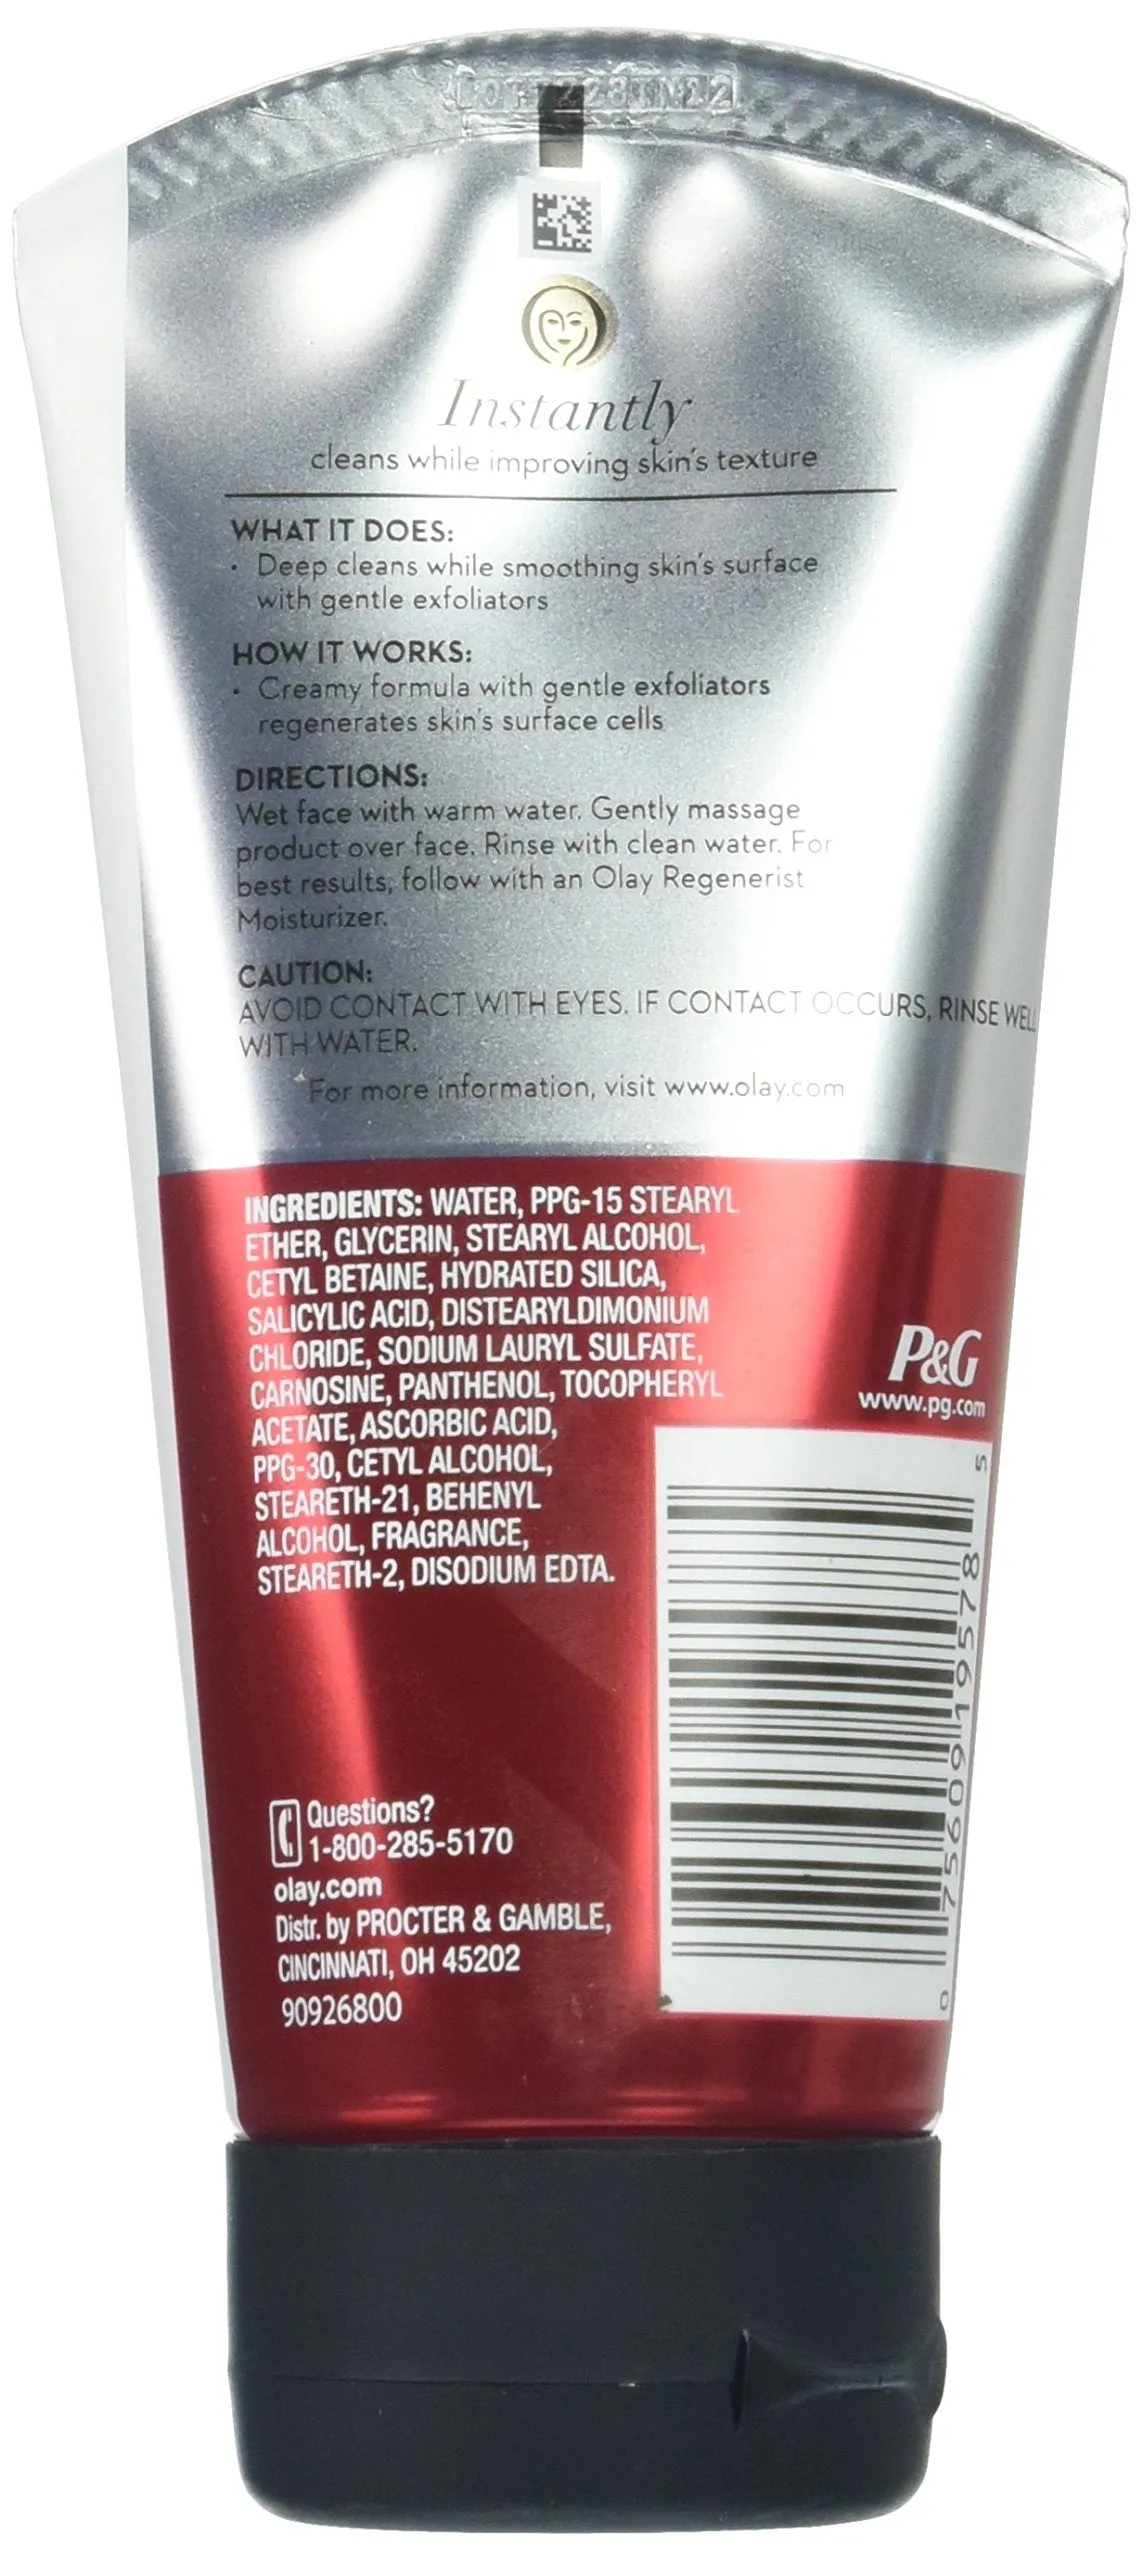 Instantly
cleans while improving skin's texture
WHAT IT DOES:
• Deep cleans while smoothing skin's surface
with gentle exfoliators
HOW IT WORKS:
• Creamy formula with gentle exfoliators
regenerates skin's surface cells
DIRECTIONS:
Wet face with warm water. Gently massage
product over face. Rinse with clean water. For
best results, follow with an Olay Regenerist
Moisturizer.
CAUTION:
AVOID CONTACT WITH EYES. IF CONTACT OCCURS, RINSE WELL
WITH WATER.
For more information, visit www.olay.com
INGREDIENTS: WATER, PPG-15 STEARYL
ETHER, GLYCERIN, STEARYL ALCOHOL,
CETYL BETAINE, HYDRATED SILICA,
SALICYLIC ACID, DISTEARYLDIMONIUM
CHLORIDE, SODIUM LAURYL SULFATE,
CARNOSINE, PANTHENOL, TOCOPHERYL
ACETATE, ASCORBIC ACID,
PPG-30, CETYL ALCOHOL,
STEARETH-21, BEHENYL
ALCOHOL, FRAGRANCE,
STEARETH-2, DISODIUM EDTA.
P&G
www.pg.com
0 75609 19578 5
Questions?
1-800-285-5170
olay.com
Distr. by PROCTER & GAMBLE,
CINCINNATI, OH 45202
90926800